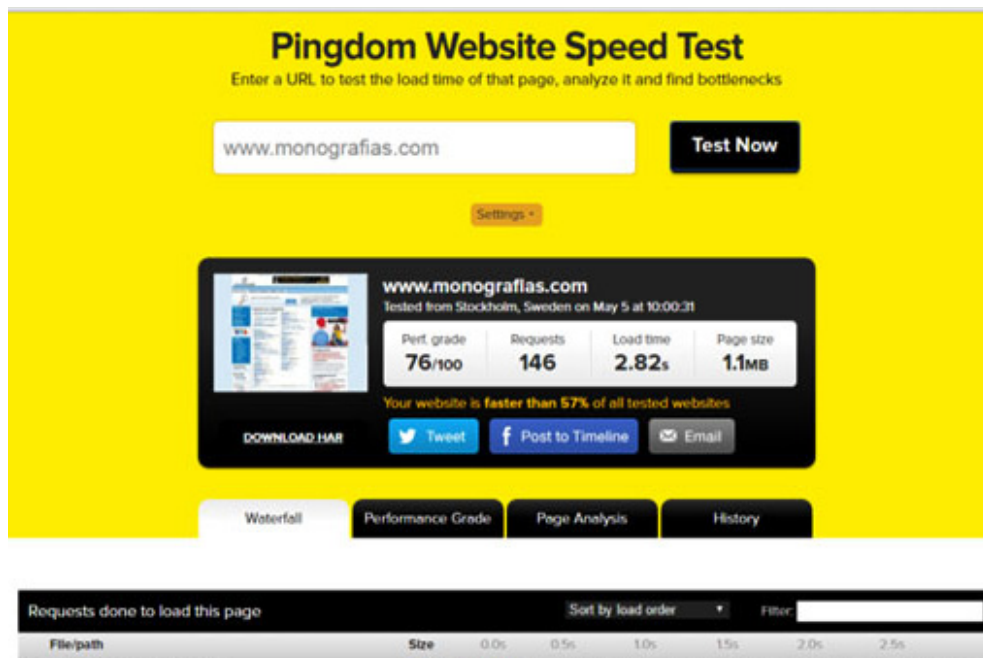 Pingdom Website Speed Test
Enter a URL to test the load time of that page, analyze it and find bottlenecks
www.monografias.com
Test Now
Settings
www.monografias.com
Tested from Stockholm, Sweden on May 5 at 10:00:31
Perf. grade Requests Load time Page size
76/100 146 2.82s 1.1MB
Your website is faster than 57% of all tested websites
DOWNLOAD HAR Tweet Post to Timeline Email
Waterfall Performance Grade Page Analysis History
Requests done to load this page Sort by load order Filter:
File/path Size 0.0s 0.5s 1.0s 1.5s 2.0s 2.5s